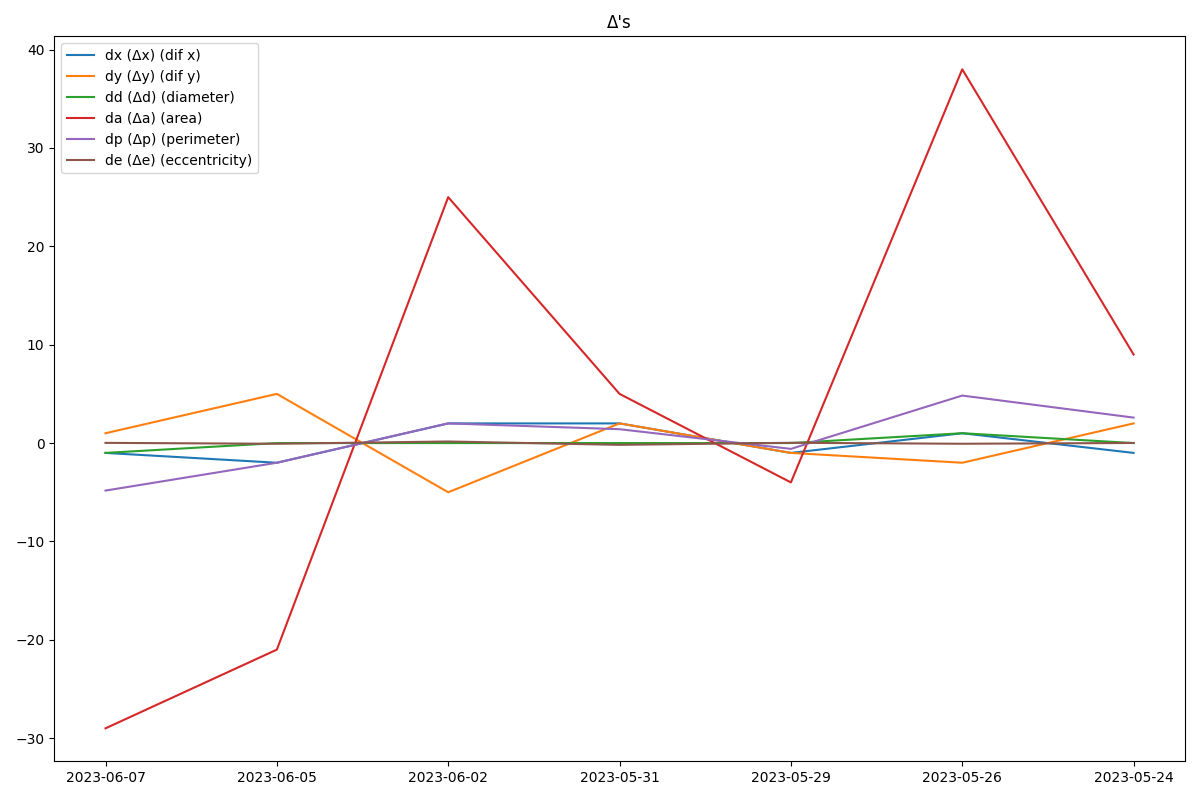 Δ's
dx (Δx) (dif x)
dy (Δy) (dif y)
dd (Δd) (diameter)
da (Δa) (area)
dp (Δp) (perimeter)
de (Δe) (eccentricity)
40
30
20
10
0
−10
−20
−30
2023-06-07 2023-06-05 2023-06-02 2023-05-31 2023-05-29 2023-05-26 2023-05-24